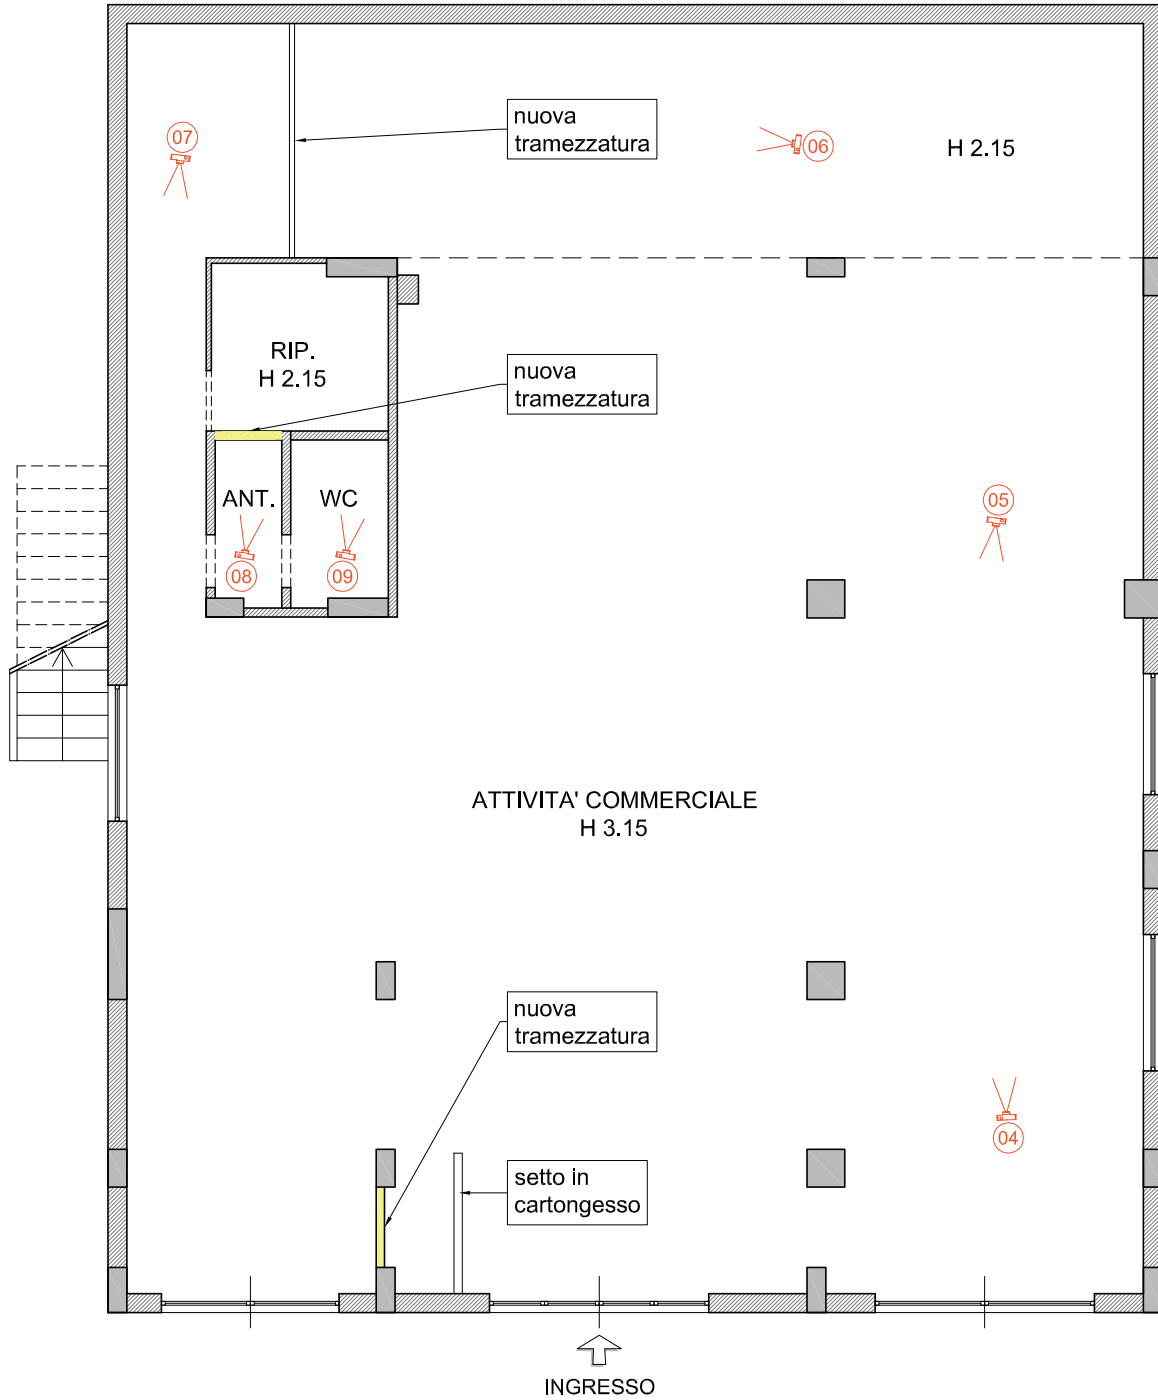 07
nuova
tramezzatura
06
H 2.15
RIP.
H 2.15
nuova
tramezzatura
ANT.
WC
05
08
09
ATTIVITA' COMMERCIALE
H 3.15
nuova
tramezzatura
04
setto in
cartongesso
INGRESSO